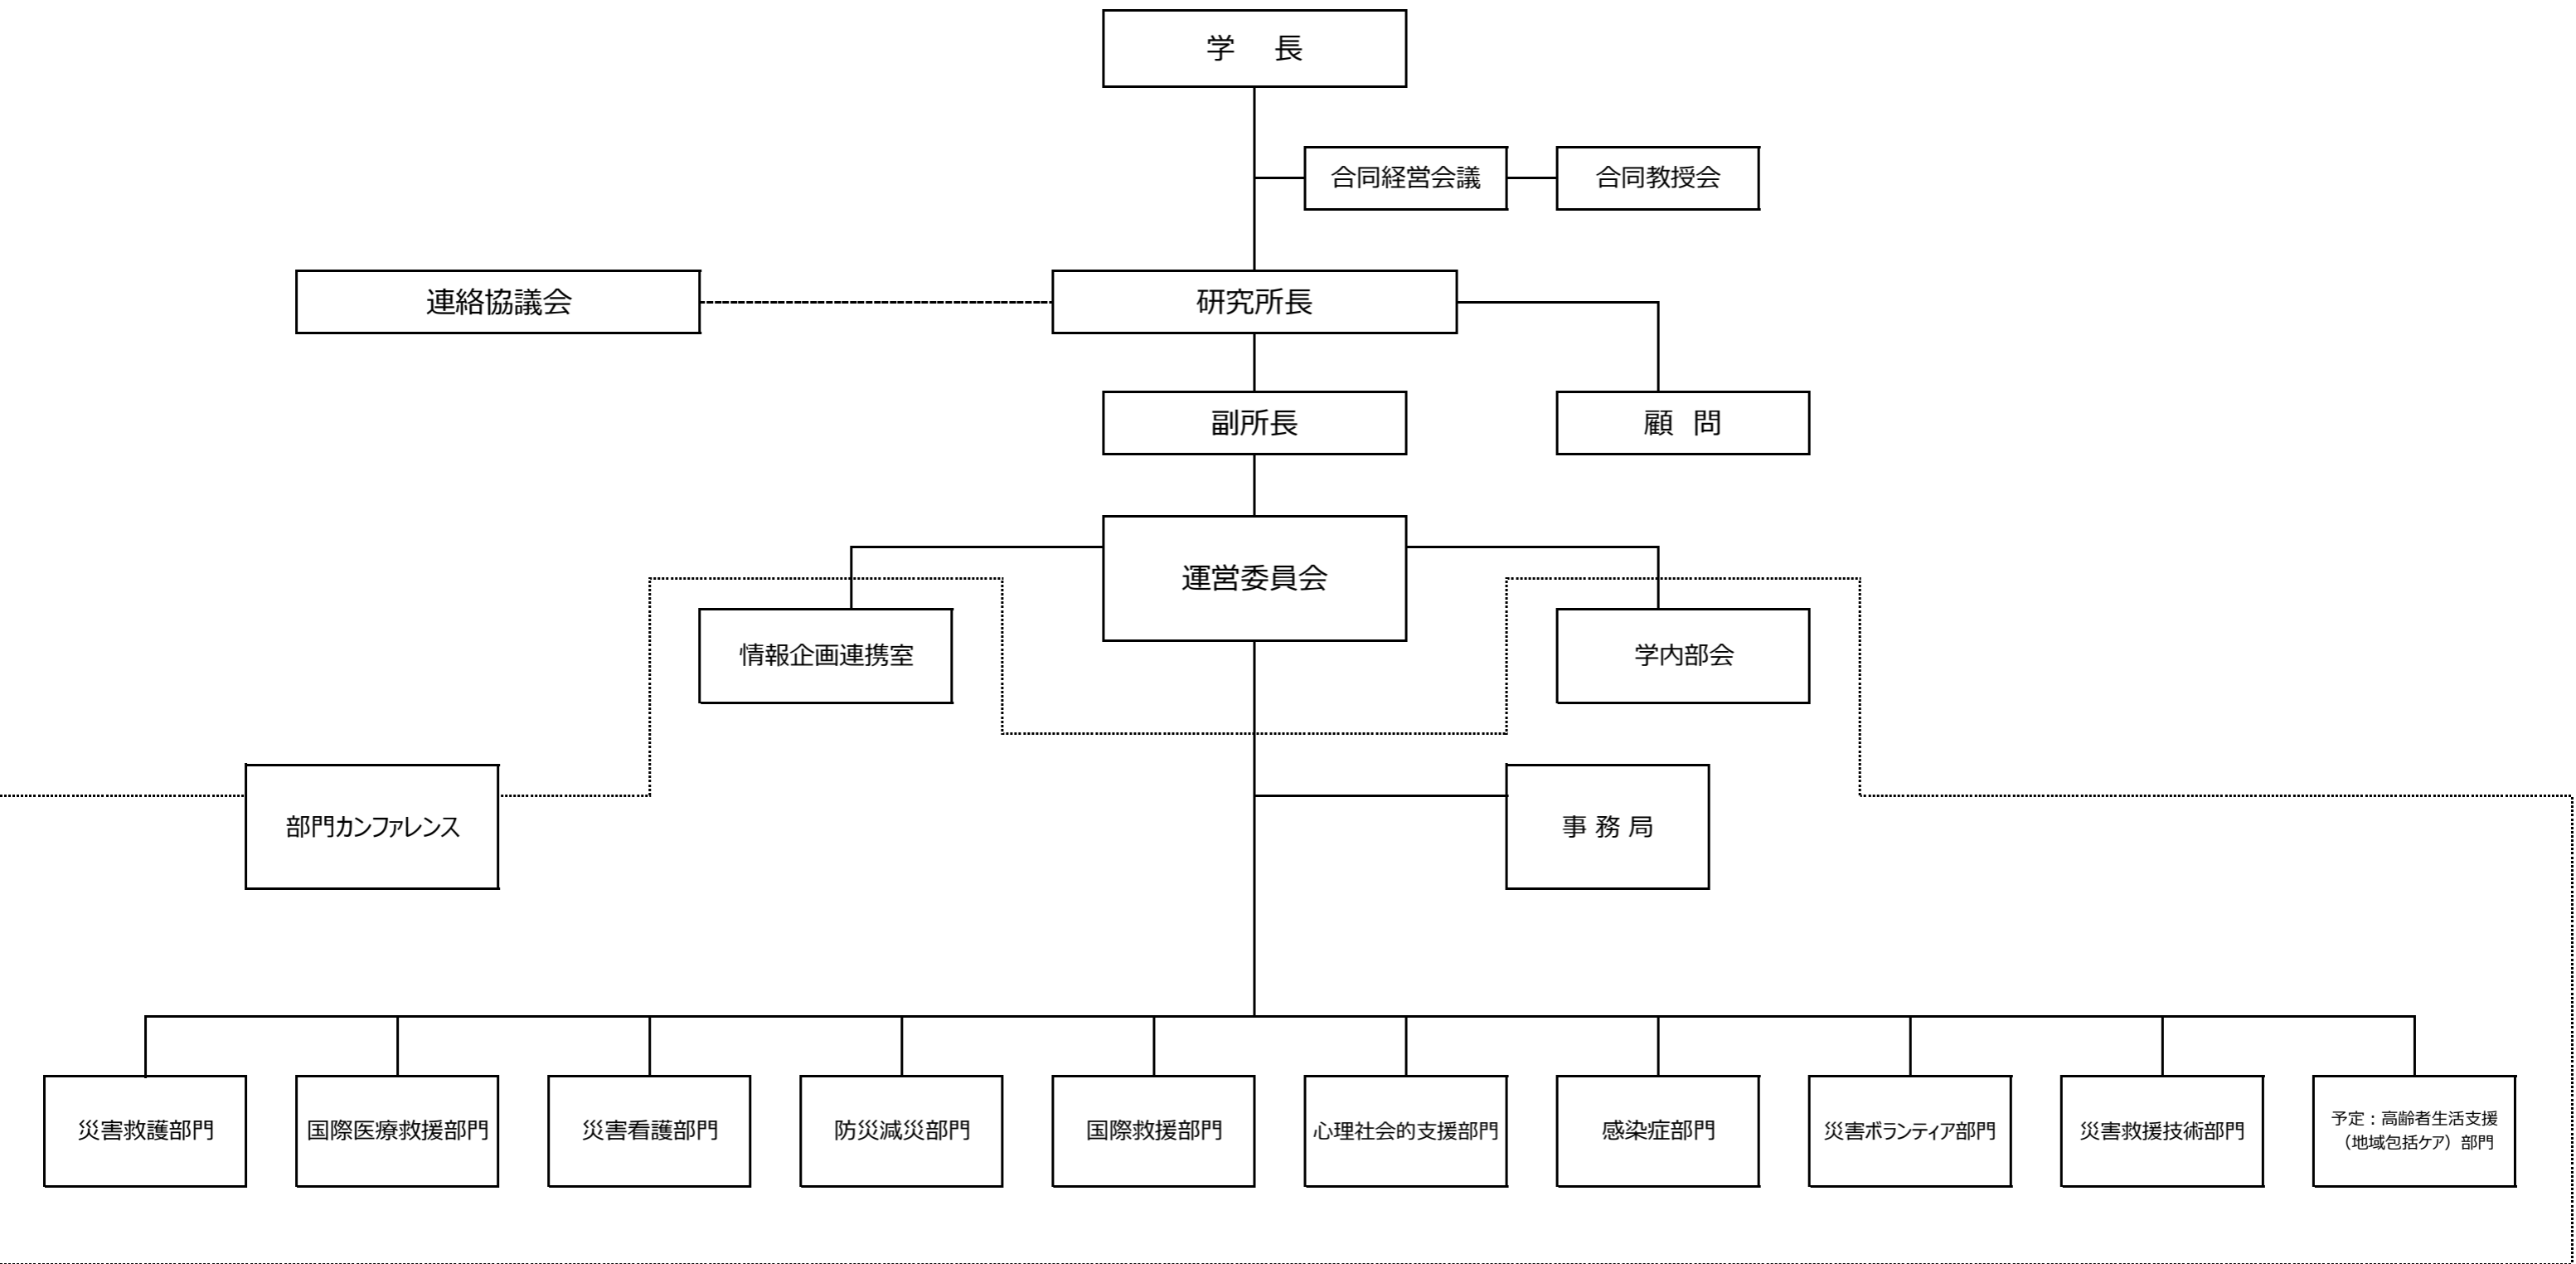 学 長
合同経営会議
合同教授会
連絡協議会
研究所長
副所長
顧 問
運営委員会
情報企画連携室
学内部会
部門カンファレンス
事 務 局
災害救護部門
国際医療救援部門
災害看護部門
防災減災部門
国際救援部門
心理社会的支援部門
感染症部門
災害ボランティア部門
災害救援技術部門
予定：高齢者生活支援
（地域包括ケア）部門